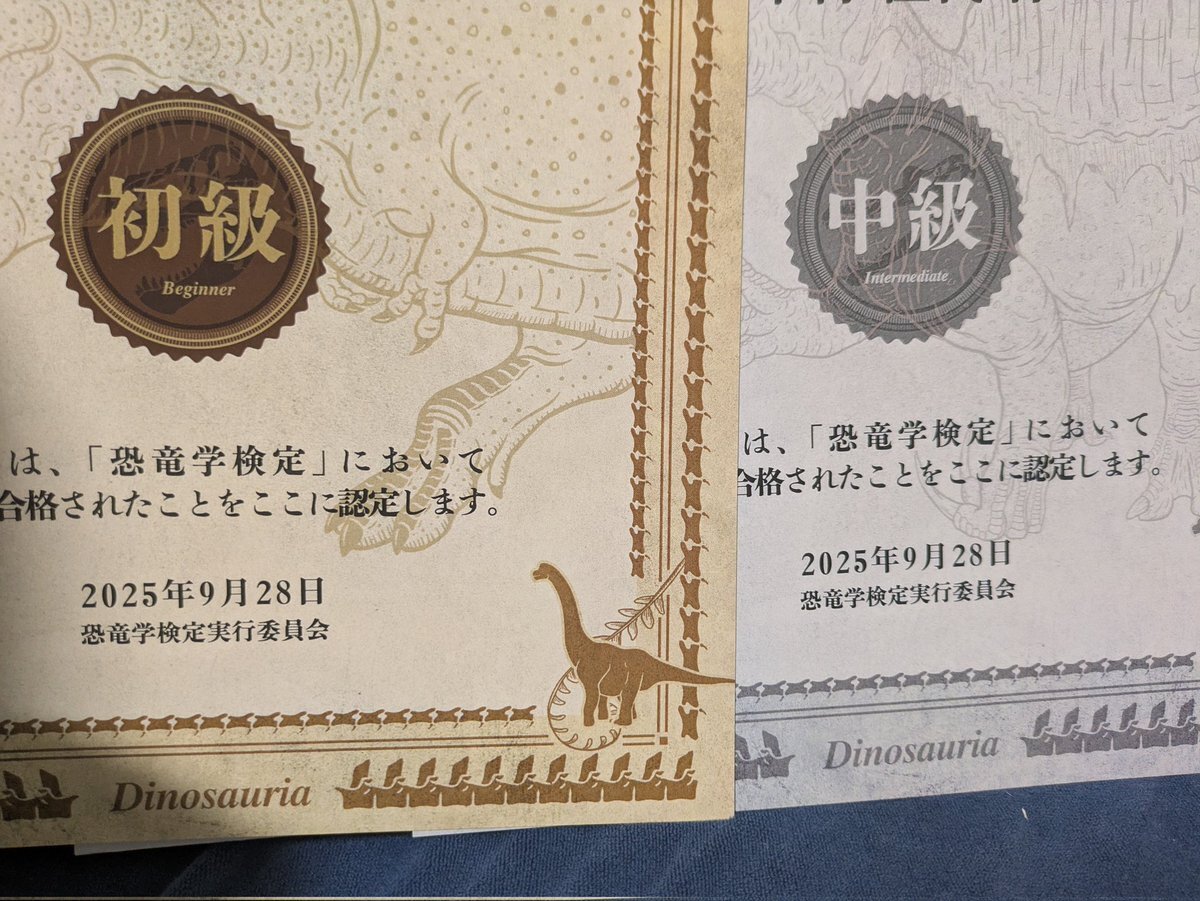 初級
Beginner
は、「恐竜学検定」において
合格されたことをここに認定します。
2025年9月28日
恐竜学検定実行委員会
Dinosauria
中級
Intermediate
は、「恐竜学検定」において
合格されたことをここに認定します。
2025年9月28日
恐竜学検定実行委員会
Dinosauria